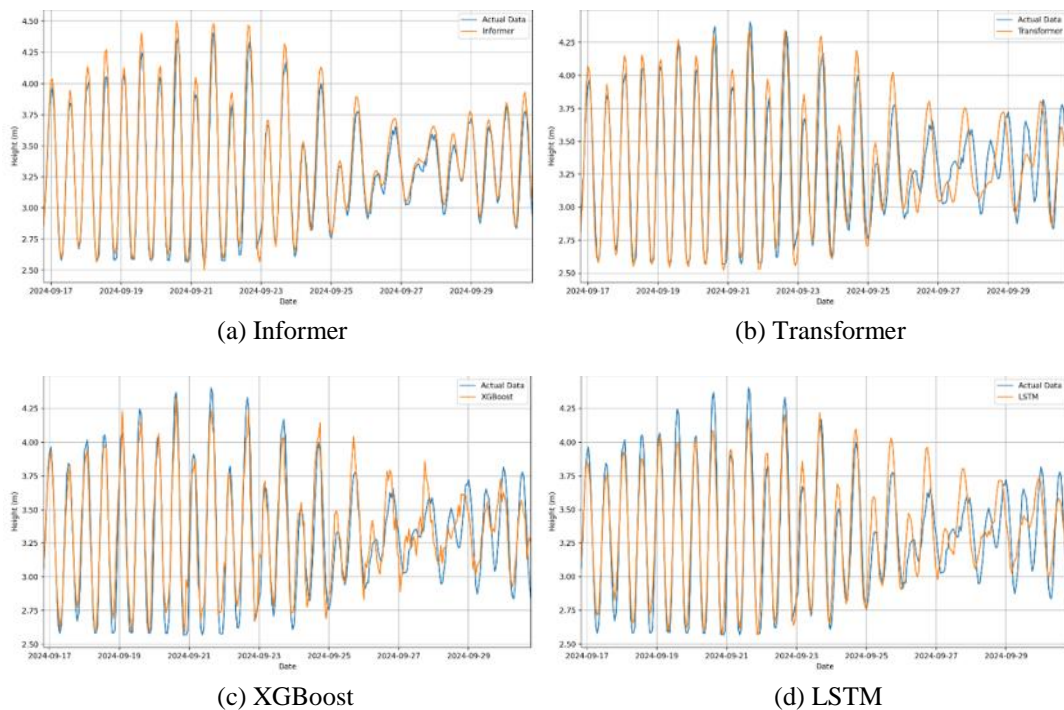 4.50
4.25
4.00
3.75
3.50
3.25
3.00
2.75
2.50
Height (m)
Actual Data
Informer
2024-09-17 2024-09-19 2024-09-21 2024-09-23 2024-09-25 2024-09-27 2024-09-29
Date
(a) Informer
4.25
4.00
3.75
3.50
3.25
3.00
2.75
2.50
Height (m)
Actual Data
Transformer
2024-09-17 2024-09-19 2024-09-21 2024-09-23 2024-09-25 2024-09-27 2024-09-29
Date
(b) Transformer
4.25
4.00
3.75
3.50
3.25
3.00
2.75
2.50
Height (m)
Actual Data
XGBoost
2024-09-17 2024-09-19 2024-09-21 2024-09-23 2024-09-25 2024-09-27 2024-09-29
Date
(c) XGBoost
4.25
4.00
3.75
3.50
3.25
3.00
2.75
2.50
Height (m)
Actual Data
LSTM
2024-09-17 2024-09-19 2024-09-21 2024-09-23 2024-09-25 2024-09-27 2024-09-29
Date
(d) LSTM